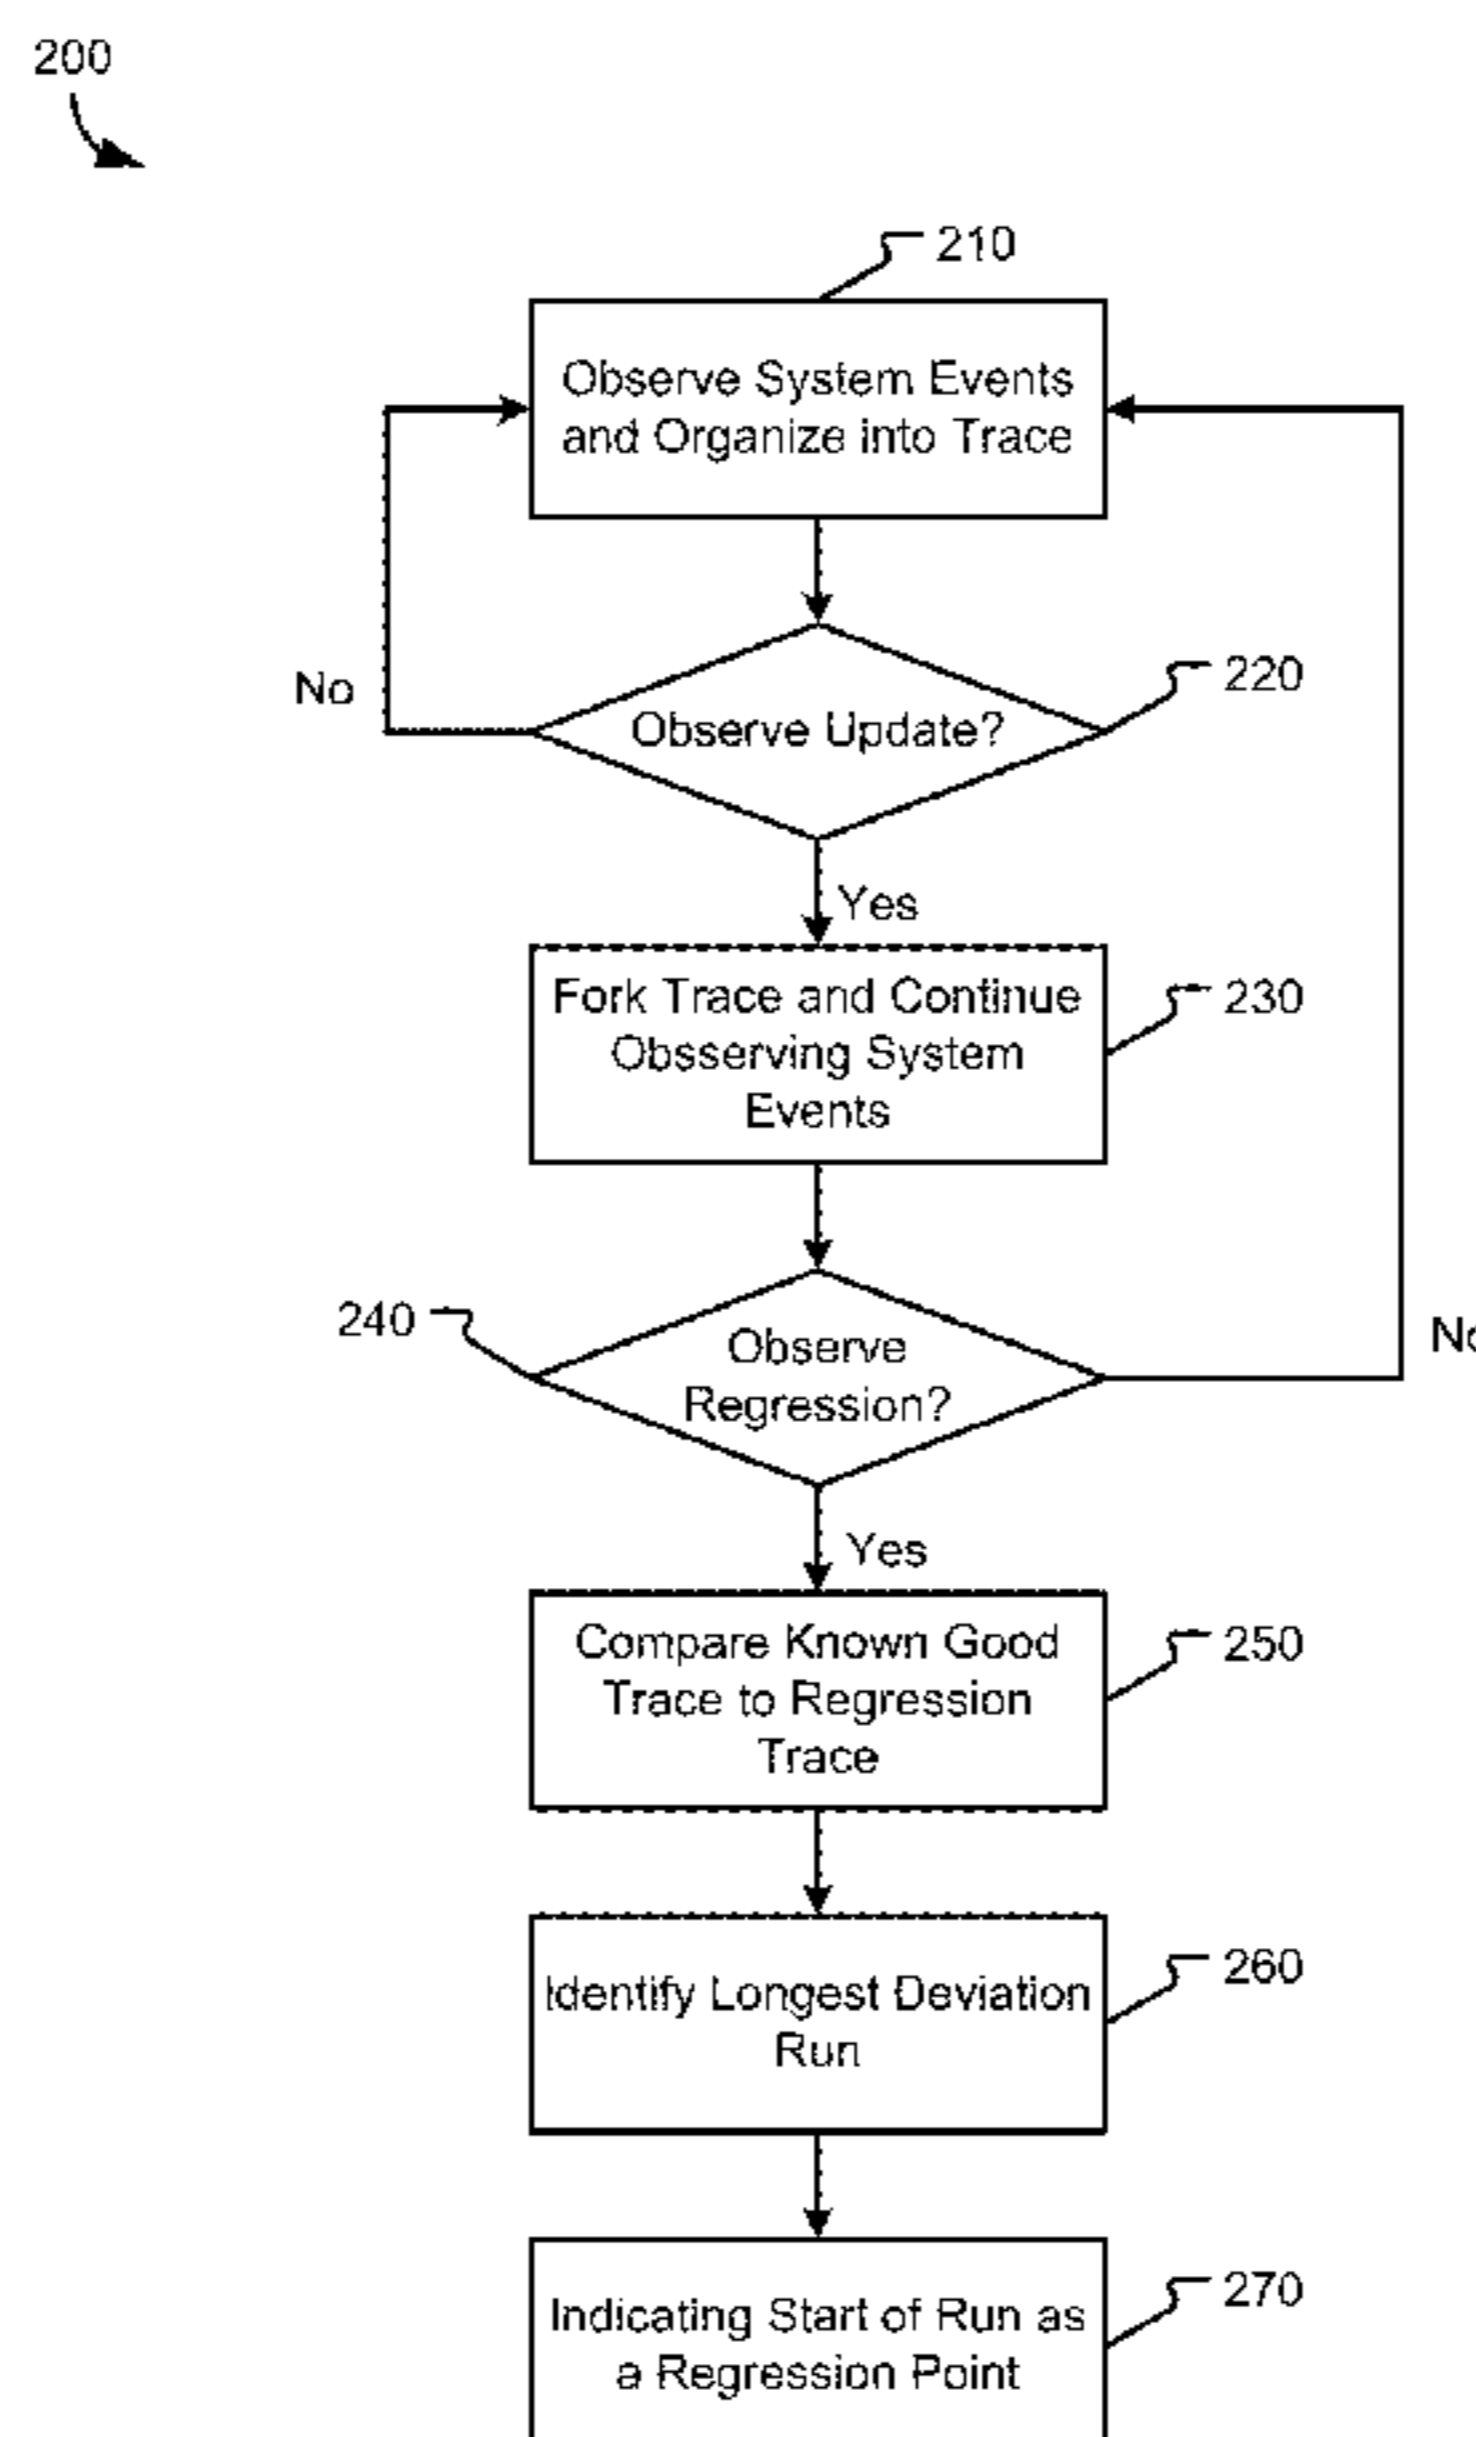 200
210
Observe System Events
and Organize into Trace
No
Observe Update?
220
Yes
Fork Trace and Continue
Obsserving System
Events
230
240
Observe
Regression?
No
Yes
Compare Known Good
Trace to Regression
Trace
250
Identify Longest Deviation
Run
260
Indicating Start of Run as
a Regression Point
270